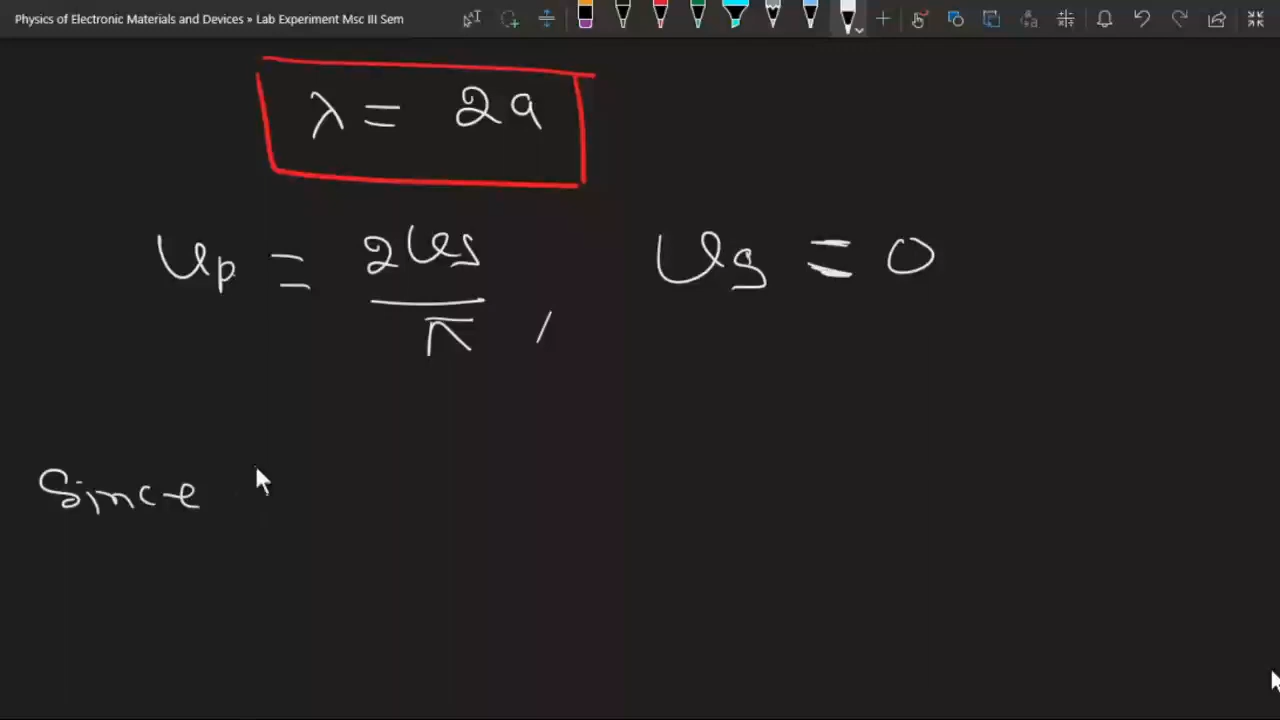 Physics of Electronic Materials and Devices » Lab Experiment Msc III Sem
λ = 2a
υp = 2υs / π , υg = 0
Since